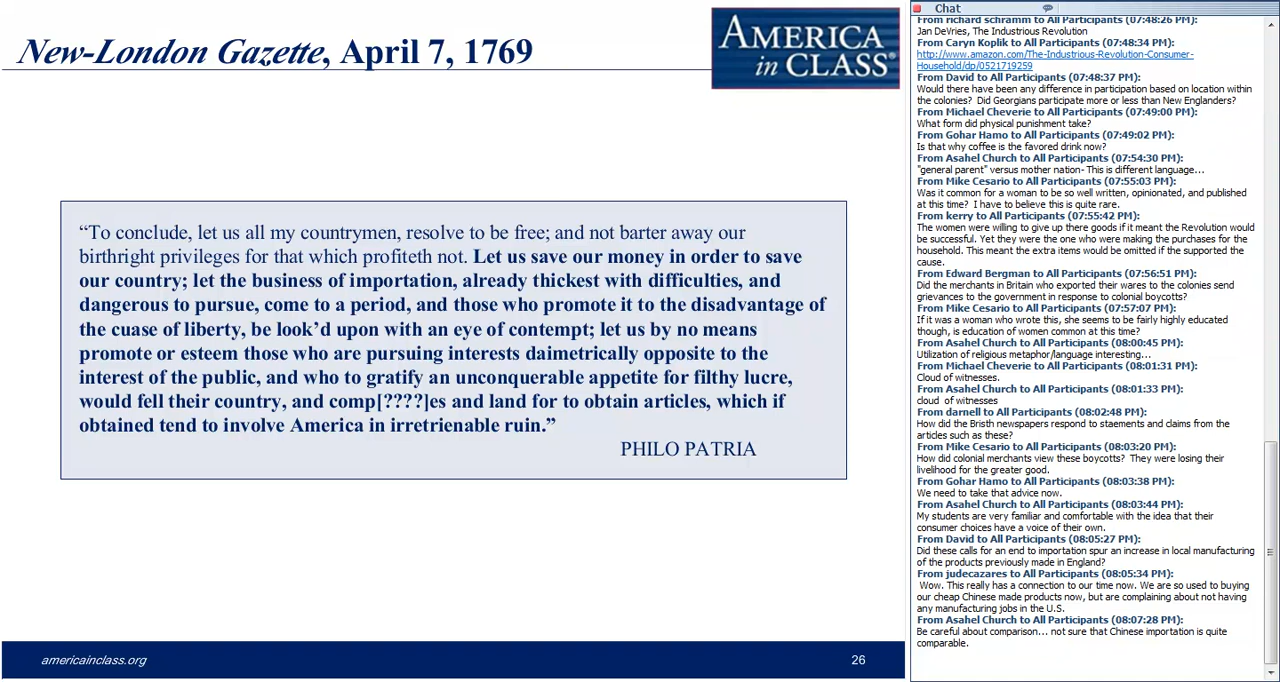 New-London Gazette, April 7, 1769
AMERICA
in CLASS®
“To conclude, let us all my countrymen, resolve to be free; and not barter away our
birthright privileges for that which profiteth not. Let us save our money in order to save
our country; let the business of importation, already thickest with difficulties, and
dangerous to pursue, come to a period, and those who promote it to the disadvantage of
the cuase of liberty, be look’d upon with an eye of contempt; let us by no means
promote or esteem those who are pursuing interests daimetrically opposite to the
interest of the public, and who to gratify an unconquerable appetite for filthy lucre,
would fell their country, and comp[????]es and land for to obtain articles, which if
obtained tend to involve America in irretrienable ruin.”
PHILO PATRIA
americainclass.org
26
Chat
From richard schramm to All Participants (07:48:26 PM):
Jan DeVries, The Industrious Revolution
From Caryn Koplik to All Participants (07:48:34 PM):
http://www.amazon.com/The-Industrious-Revolution-Consumer-
Household/dp/0521719259
From David to All Participants (07:48:37 PM):
Would there have been any difference in participation based on location within
the colonies? Did Georgians participate more or less than New Englanders?
From Michael Cheverie to All Participants (07:49:00 PM):
What form did physical punishment take?
From Gohar Hamo to All Participants (07:49:02 PM):
Is that why coffee is the favored drink now?
From Asahel Church to All Participants (07:54:30 PM):
"general parent" versus mother nation- This is different language...
From Mike Cesario to All Participants (07:55:03 PM):
Was it common for a woman to be so well written, opinionated, and published
at this time? I have to believe this is quite rare.
From kerry to All Participants (07:55:42 PM):
The women were willing to give up there goods if it meant the Revolution would
be successful. Yet they were the one who were making the purchases for the
household. This meant the extra items would be omitted if the supported the
cause.
From Edward Bergman to All Participants (07:56:51 PM):
Did the merchants in Britain who exported their wares to the colonies send
grievances to the government in response to colonial boycotts?
From Mike Cesario to All Participants (07:57:07 PM):
If it was a woman who wrote this, she seems to be fairly highly educated
though, is education of women common at this time?
From Asahel Church to All Participants (08:00:45 PM):
Utilization of religious metaphor/language interesting...
From Michael Cheverie to All Participants (08:01:31 PM):
Cloud of witnesses.
From Asahel Church to All Participants (08:01:33 PM):
cloud of witnesses
From darnell to All Participants (08:02:48 PM):
How did the Bristh newspapers respond to staements and claims from the
articles such as these?
From Mike Cesario to All Participants (08:03:20 PM):
How did colonial merchants view these boycotts? They were losing their
livelihood for the greater good.
From Gohar Hamo to All Participants (08:03:38 PM):
We need to take that advice now.
From Asahel Church to All Participants (08:03:44 PM):
My students are very familiar and comfortable with the idea that their
consumer choices have a voice of their own.
From David to All Participants (08:05:27 PM):
Did these calls for an end to importation spur an increase in local manufacturing
of the products previously made in England?
From judecazares to All Participants (08:05:34 PM):
Wow. This really has a connection to our time now. We are so used to buying
our cheap Chinese made products now, but are complaining about not having
any manufacturing jobs in the U.S.
From Asahel Church to All Participants (08:07:28 PM):
Be careful about comparison... not sure that Chinese importation is quite
comparable.